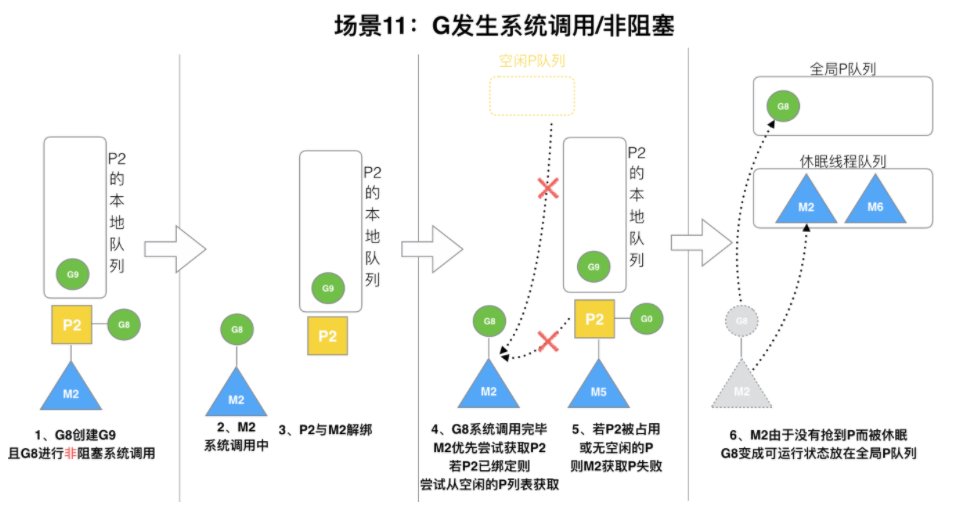 场景11：G发生系统调用/非阻塞
P2的本地队列
G9
P2
G8
M2
1、G8创建G9
且G8进行非阻塞系统调用
G8
M2
2、M2
系统调用中
P2的本地队列
G9
P2
3、P2与M2解绑
空闲P队列
G8
M2
4、G8系统调用完毕
M2优先尝试获取P2
若P2已绑定则
尝试从空闲的P列表获取
P2的本地队列
G9
P2
G0
M5
5、若P2被占用
或无空闲的P
则M2获取P失败
全局P队列
G8
休眠线程队列
M2
M6
G8
M2
6、M2由于没有抢到P而被休眠
G8变成可运行状态放在全局P队列